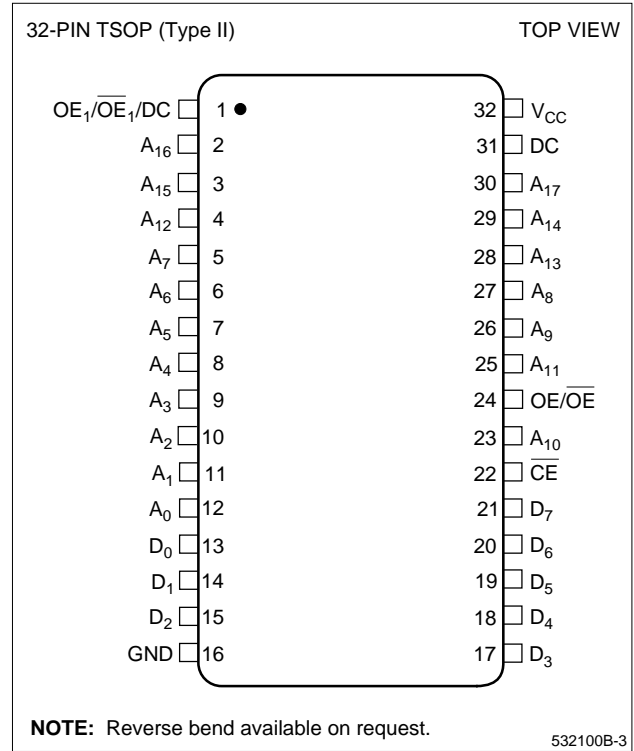 32-PIN TSOP (Type II) TOP VIEW
OE₁/O̅E̅₁/DC 1 ● 32 V_CC
A₁₆ 2 31 DC
A₁₅ 3 30 A₁₇
A₁₂ 4 29 A₁₄
A₇ 5 28 A₁₃
A₆ 6 27 A₈
A₅ 7 26 A₉
A₄ 8 25 A₁₁
A₃ 9 24 OE/O̅E̅
A₂ 10 23 A₁₀
A₁ 11 22 C̅E̅
A₀ 12 21 D₇
D₀ 13 20 D₆
D₁ 14 19 D₅
D₂ 15 18 D₄
GND 16 17 D₃
NOTE: Reverse bend available on request.
532100B-3